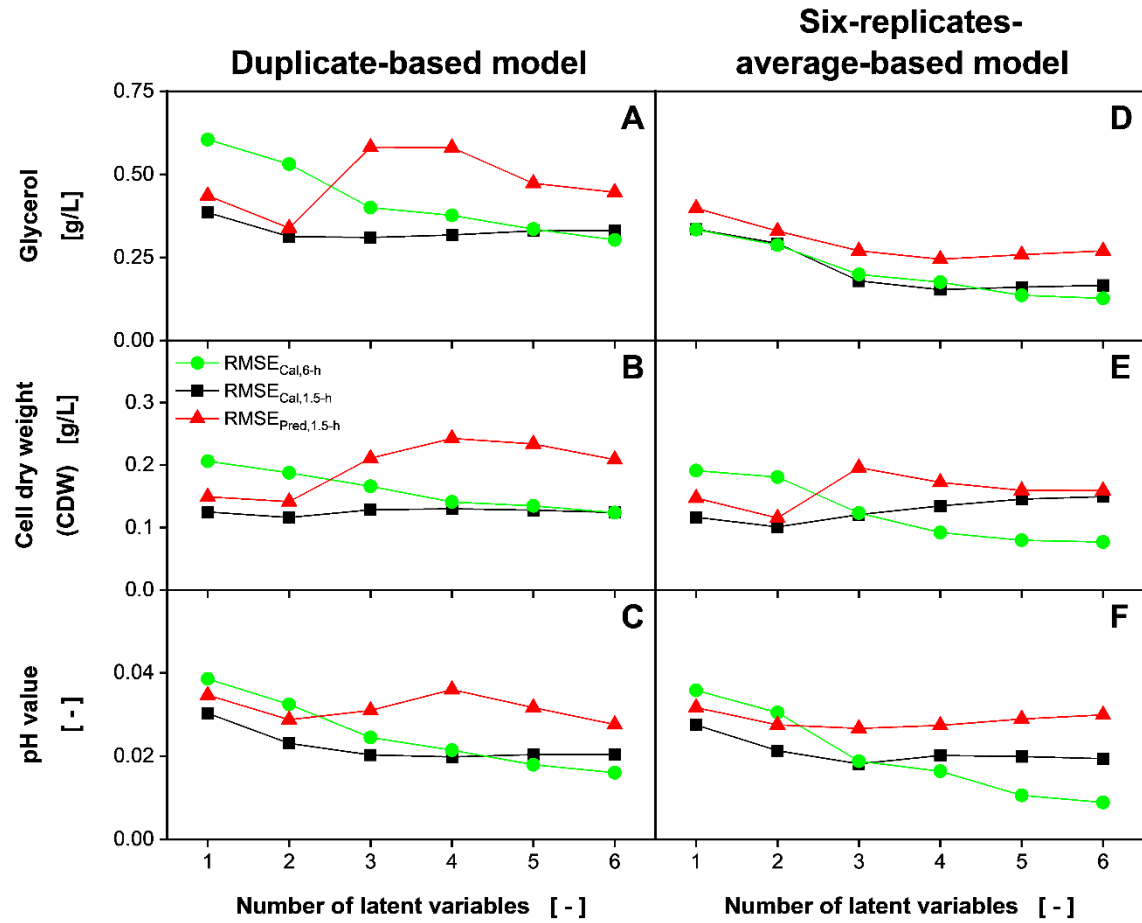 Duplicate-based model
Six-replicates-
average-based model
Glycerol
[g/L]
0.75
0.50
0.25
0.00
A
D
Cell dry weight
(CDW) [g/L]
0.3
0.2
0.1
0.0
RMSECal,6-h
RMSECal,1.5-h
RMSEPred,1.5-h
B
E
pH value
[ - ]
0.04
0.02
0.00
C
F
1 2 3 4 5 6
1 2 3 4 5 6
Number of latent variables [ - ]
Number of latent variables [ - ]